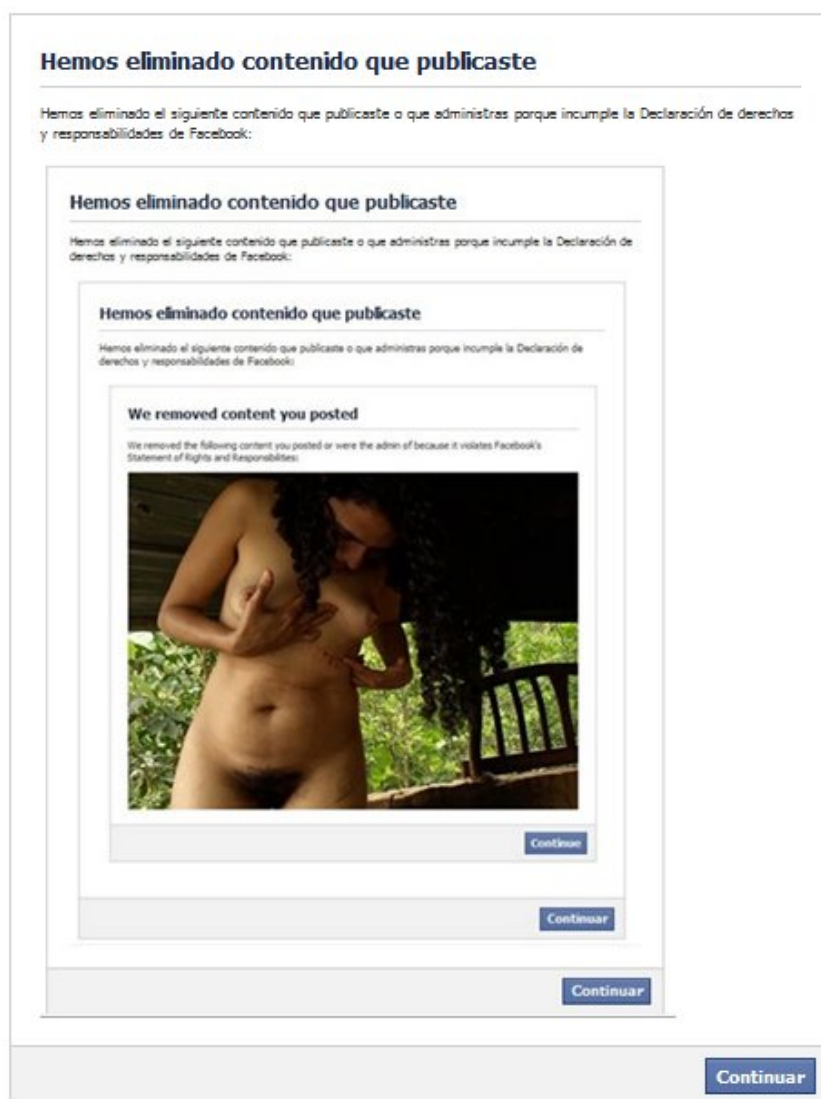 Hemos eliminado contenido que publicaste
Hemos eliminado el siguiente contenido que publicaste o que administras porque incumple la Declaración de derechos
y responsabilidades de Facebook:
Hemos eliminado contenido que publicaste
Hemos eliminado el siguiente contenido que publicaste o que administras porque incumple la Declaración de
derechos y responsabilidades de Facebook:
Hemos eliminado contenido que publicaste
Hemos eliminado el siguiente contenido que publicaste o que administras porque incumple la Declaración de
derechos y responsabilidades de Facebook:
We removed content you posted
We removed the following content you posted or were the admin of because it violates Facebook's
Statement of Rights and Responsibilities:
Continue
Continuar
Continuar
Continuar